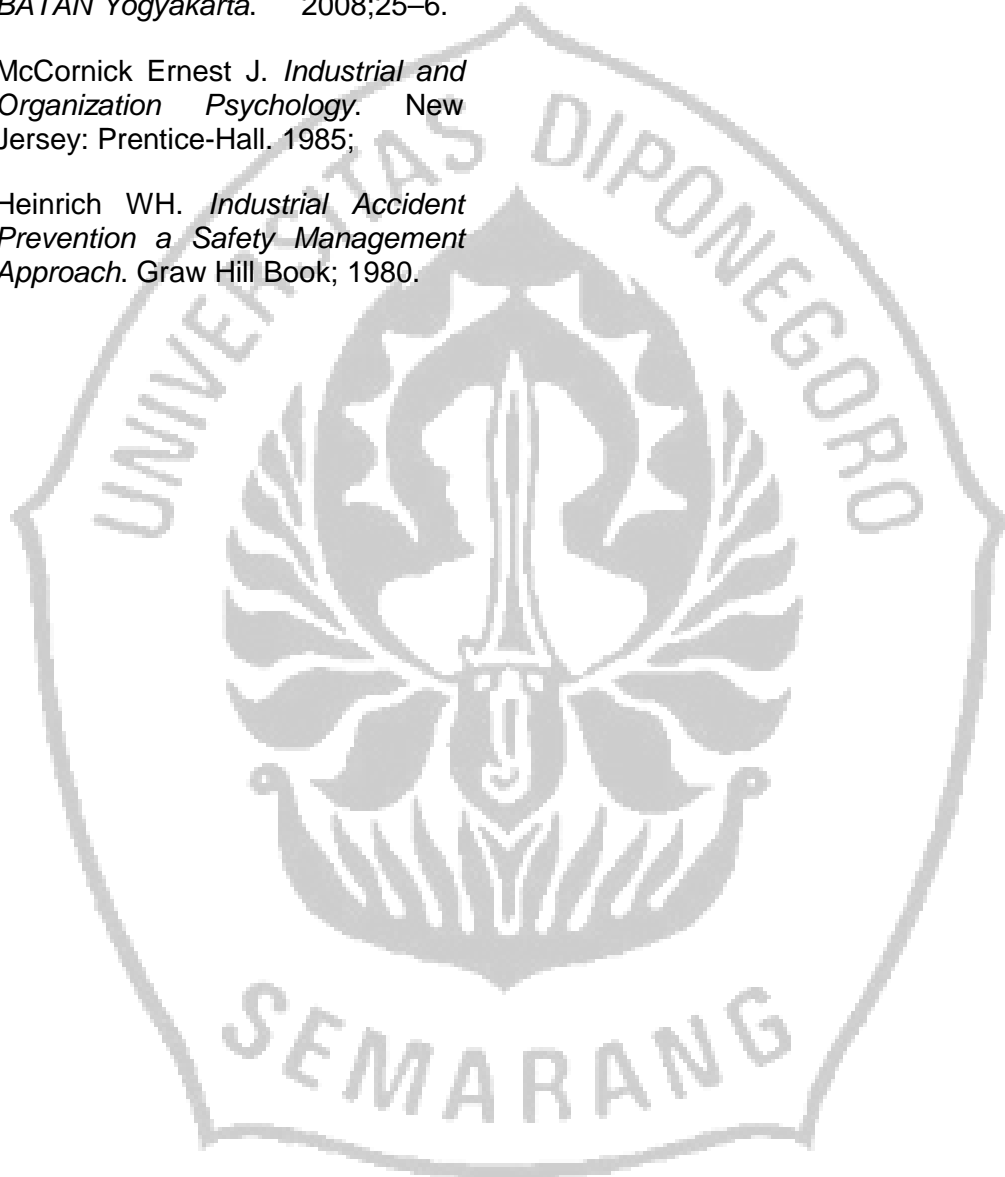 BATAN Yogyakarta. 2008;25–6.
McCornick Ernest J. Industrial and
Organization Psychology. New
Jersey: Prentice-Hall. 1985;
Heinrich WH. Industrial Accident
Prevention a Safety Management
Approach. Graw Hill Book; 1980.
UNIVERSITAS DIPONEGORO
SEMARANG